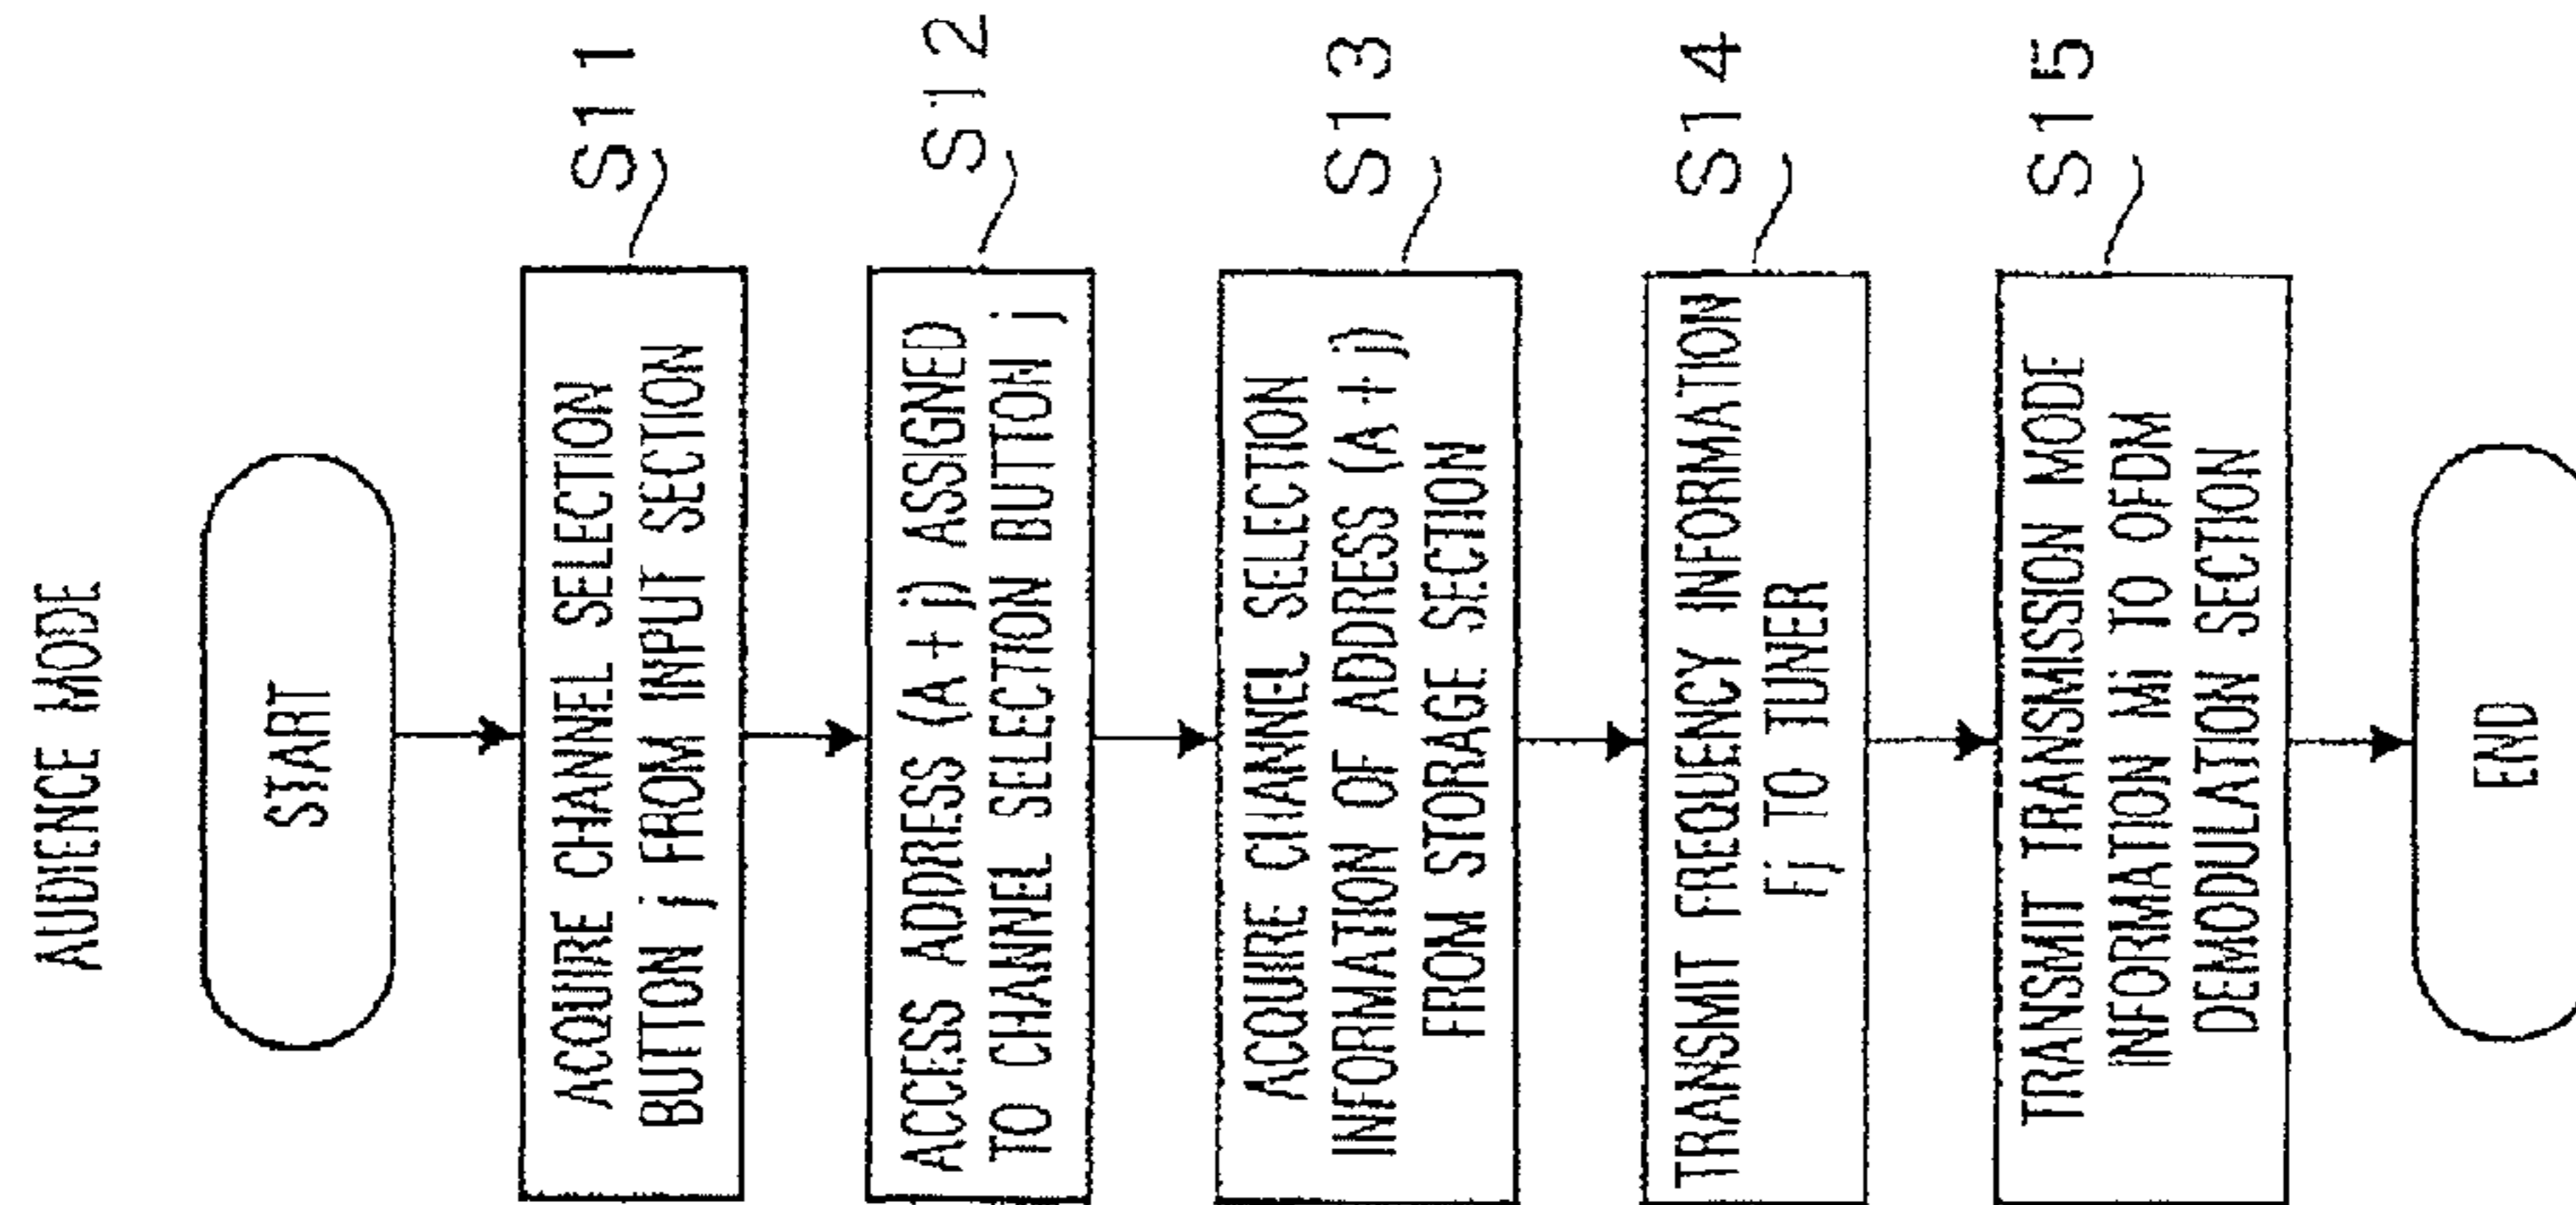 AUDIENCE MODE
START
ACQUIRE CHANNEL SELECTION
BUTTON j FROM INPUT SECTION
S11
ACCESS ADDRESS (A+j) ASSIGNED
TO CHANNEL SELECTION BUTTON j
S12
ACQUIRE CHANNEL SELECTION
INFORMATION OF ADDRESS (A+j)
FROM STORAGE SECTION
S13
TRANSMIT FREQUENCY INFORMATION
Fj TO TUNER
S14
TRANSMIT TRANSMISSION MODE
INFORMATION Mi TO OFDM
DEMODULATION SECTION
S15
END